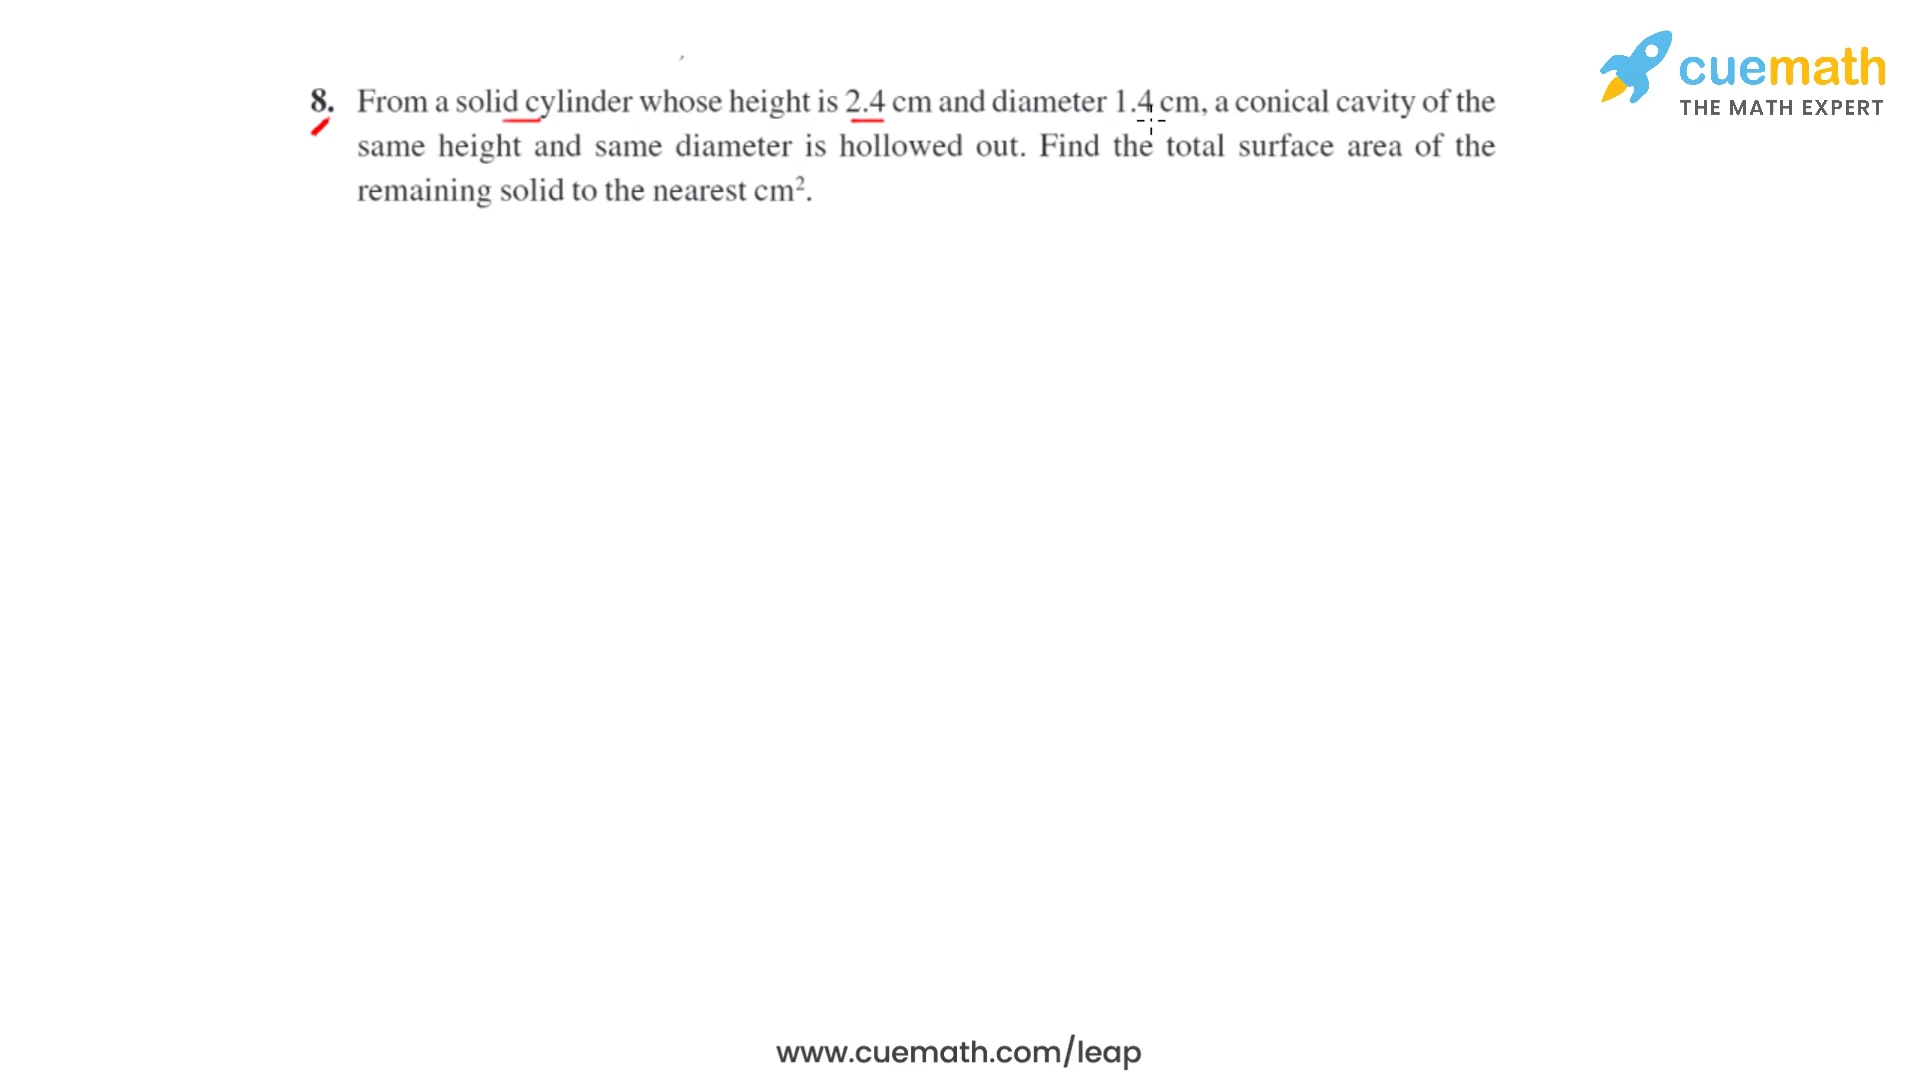 cuemath
THE MATH EXPERT
8. From a solid cylinder whose height is 2.4 cm and diameter 1.4 cm, a conical cavity of the
same height and same diameter is hollowed out. Find the total surface area of the
remaining solid to the nearest cm².
www.cuemath.com/leap